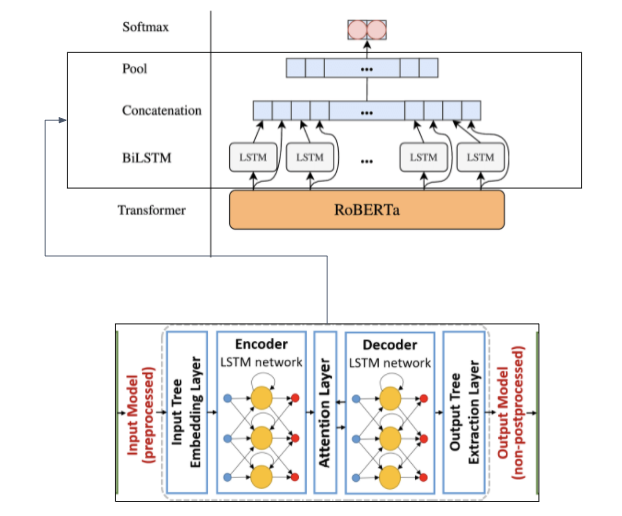 Softmax
Pool
...
Concatenation
...
BiLSTM
LSTM
LSTM
...
LSTM
LSTM
Transformer
RoBERTa
Input Model
(preprocessed)
Input Tree
Embedding Layer
Encoder
LSTM network
Attention Layer
Decoder
LSTM network
Output Tree
Extraction Layer
Output Model
(non-postprocessed)